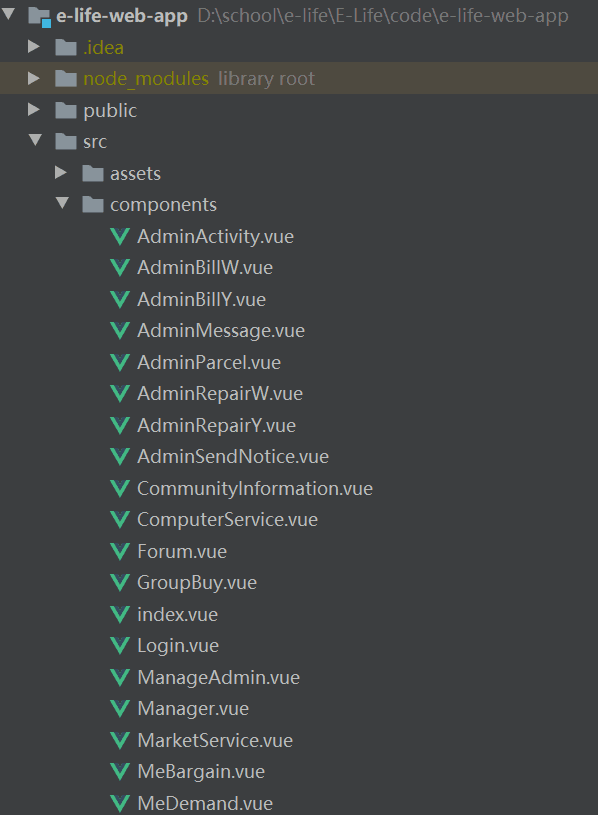 e-life-web-app D:\school\e-life\E-Life\code\e-life-web-app
.idea
node_modules library root
public
src
assets
components
AdminActivity.vue
AdminBillW.vue
AdminBillY.vue
AdminMessage.vue
AdminParcel.vue
AdminRepairW.vue
AdminRepairY.vue
AdminSendNotice.vue
CommunityInformation.vue
ComputerService.vue
Forum.vue
GroupBuy.vue
index.vue
Login.vue
ManageAdmin.vue
Manager.vue
MarketService.vue
MeBargain.vue
MeDemand.vue